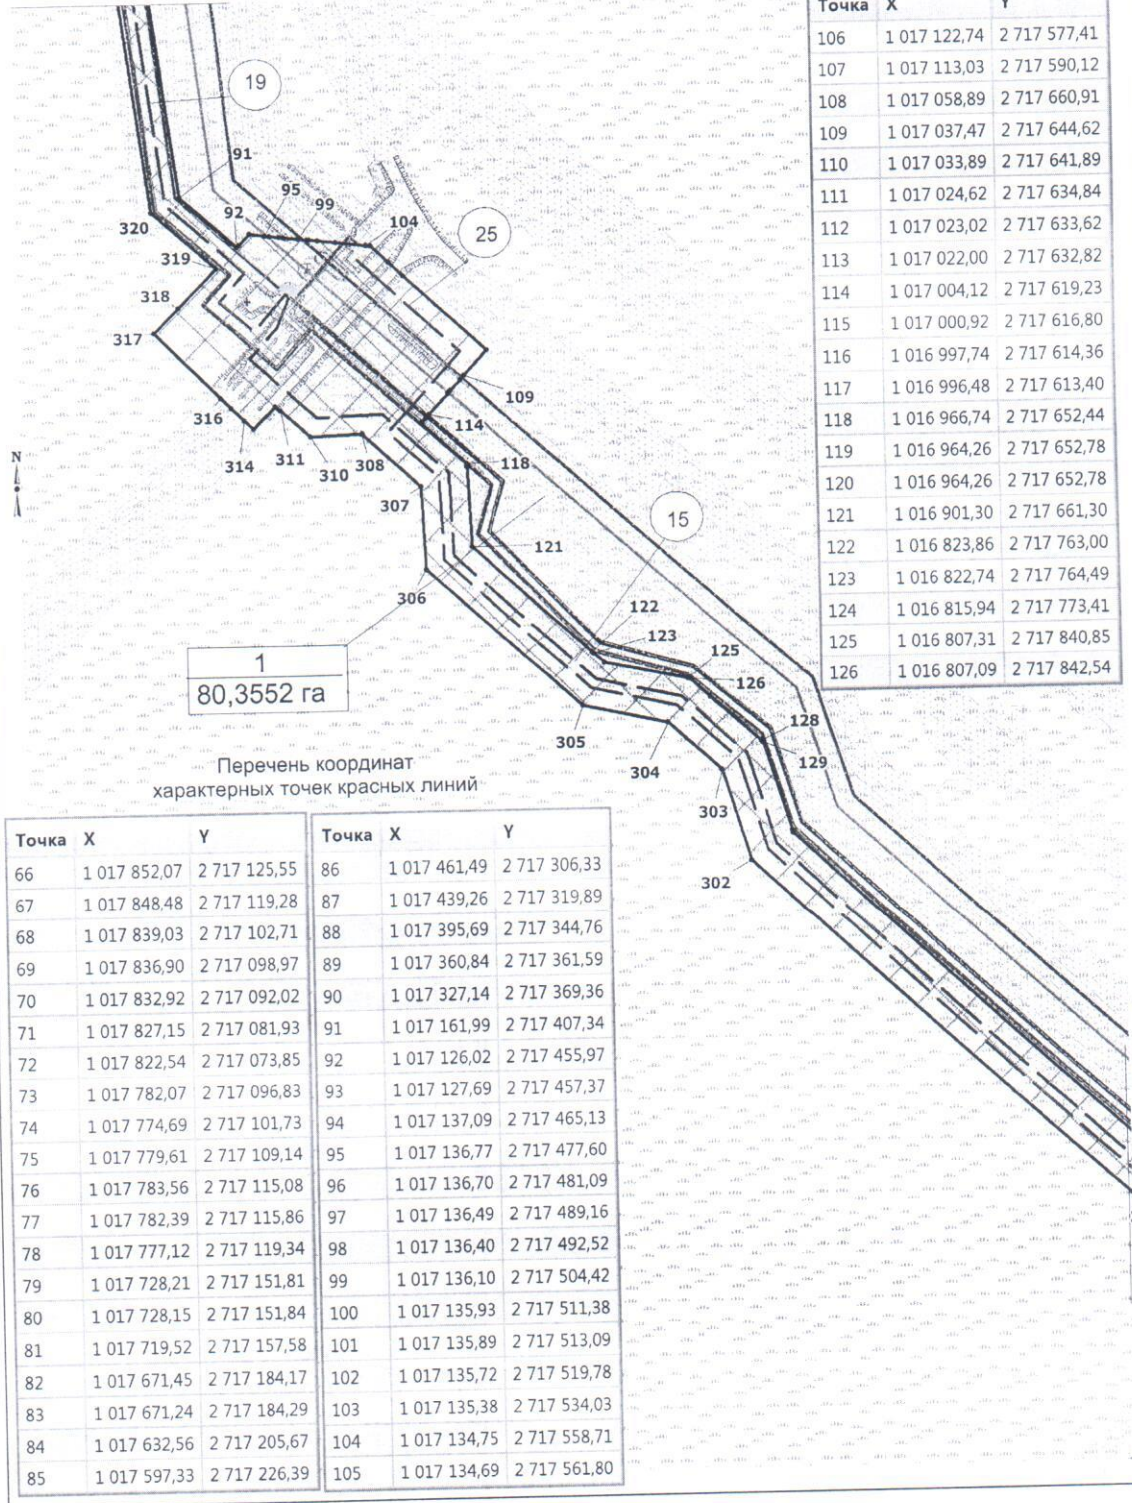 Точка X Y
106 1 017 122,74 2 717 577,41
107 1 017 113,03 2 717 590,12
108 1 017 058,89 2 717 660,91
109 1 017 037,47 2 717 644,62
110 1 017 033,89 2 717 641,89
111 1 017 024,62 2 717 634,84
112 1 017 023,02 2 717 633,62
113 1 017 022,00 2 717 632,82
114 1 017 004,12 2 717 619,23
115 1 017 000,92 2 717 616,80
116 1 016 997,74 2 717 614,36
117 1 016 996,48 2 717 613,40
118 1 016 966,74 2 717 652,44
119 1 016 964,26 2 717 652,78
120 1 016 964,26 2 717 652,78
121 1 016 901,30 2 717 661,30
122 1 016 823,86 2 717 763,00
123 1 016 822,74 2 717 764,49
124 1 016 815,94 2 717 773,41
125 1 016 807,31 2 717 840,85
126 1 016 807,09 2 717 842,54
19
91
95
99
92
104
25
320
319
318
317
109
316
114
314
311
310
308
118
N
307
15
121
306
122
123
1
125
80,3552 га
126
128
305
129
304
303
302
Перечень координат
характерных точек красных линий
Точка X Y
66 1 017 852,07 2 717 125,55
67 1 017 848,48 2 717 119,28
68 1 017 839,03 2 717 102,71
69 1 017 836,90 2 717 098,97
70 1 017 832,92 2 717 092,02
71 1 017 827,15 2 717 081,93
72 1 017 822,54 2 717 073,85
73 1 017 782,07 2 717 096,83
74 1 017 774,69 2 717 101,73
75 1 017 779,61 2 717 109,14
76 1 017 783,56 2 717 115,08
77 1 017 782,39 2 717 115,86
78 1 017 777,12 2 717 119,34
79 1 017 728,21 2 717 151,81
80 1 017 728,15 2 717 151,84
81 1 017 719,52 2 717 157,58
82 1 017 671,45 2 717 184,17
83 1 017 671,24 2 717 184,29
84 1 017 632,56 2 717 205,67
85 1 017 597,33 2 717 226,39
Точка X Y
86 1 017 461,49 2 717 306,33
87 1 017 439,26 2 717 319,89
88 1 017 395,69 2 717 344,76
89 1 017 360,84 2 717 361,59
90 1 017 327,14 2 717 369,36
91 1 017 161,99 2 717 407,34
92 1 017 126,02 2 717 455,97
93 1 017 127,69 2 717 457,37
94 1 017 137,09 2 717 465,13
95 1 017 136,77 2 717 477,60
96 1 017 136,70 2 717 481,09
97 1 017 136,49 2 717 489,16
98 1 017 136,40 2 717 492,52
99 1 017 136,10 2 717 504,42
100 1 017 135,93 2 717 511,38
101 1 017 135,89 2 717 513,09
102 1 017 135,72 2 717 519,78
103 1 017 135,38 2 717 534,03
104 1 017 134,75 2 717 558,71
105 1 017 134,69 2 717 561,80